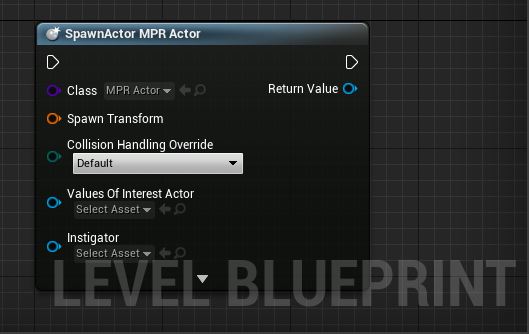 SpawnActor MPR Actor
Class MPR Actor Return Value
Spawn Transform
Collision Handling Override
Default
Values Of Interest Actor
Select Asset
Instigator
Select Asset
LEVEL BLUEPRINT